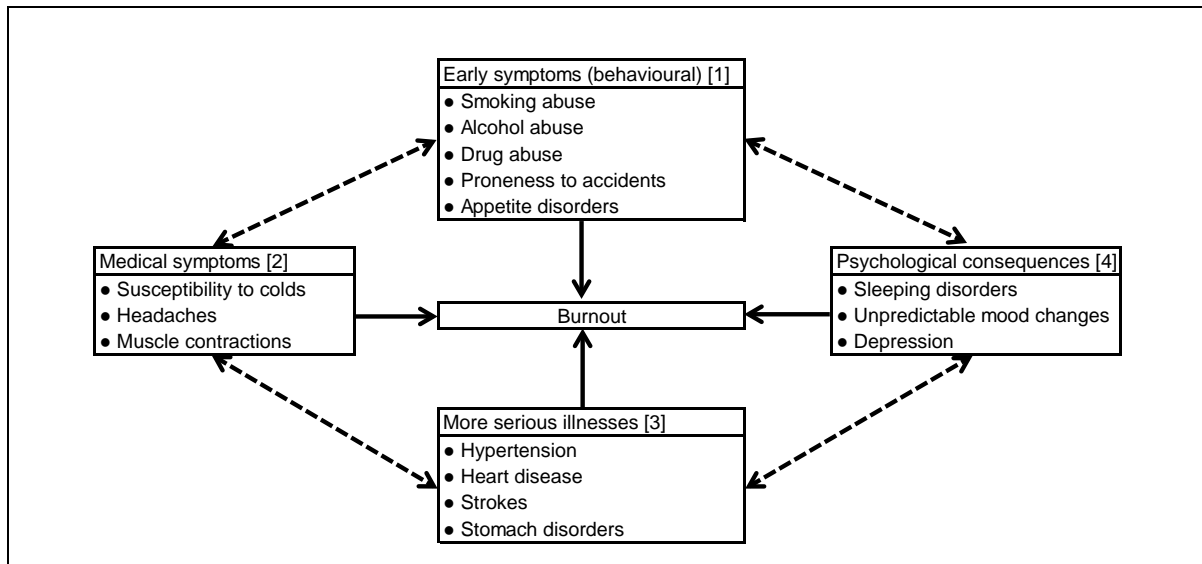 Early symptoms (behavioural) [1]
● Smoking abuse
● Alcohol abuse
● Drug abuse
● Proneness to accidents
● Appetite disorders
Medical symptoms [2]
● Susceptibility to colds
● Headaches
● Muscle contractions
Burnout
Psychological consequences [4]
● Sleeping disorders
● Unpredictable mood changes
● Depression
More serious illnesses [3]
● Hypertension
● Heart disease
● Strokes
● Stomach disorders